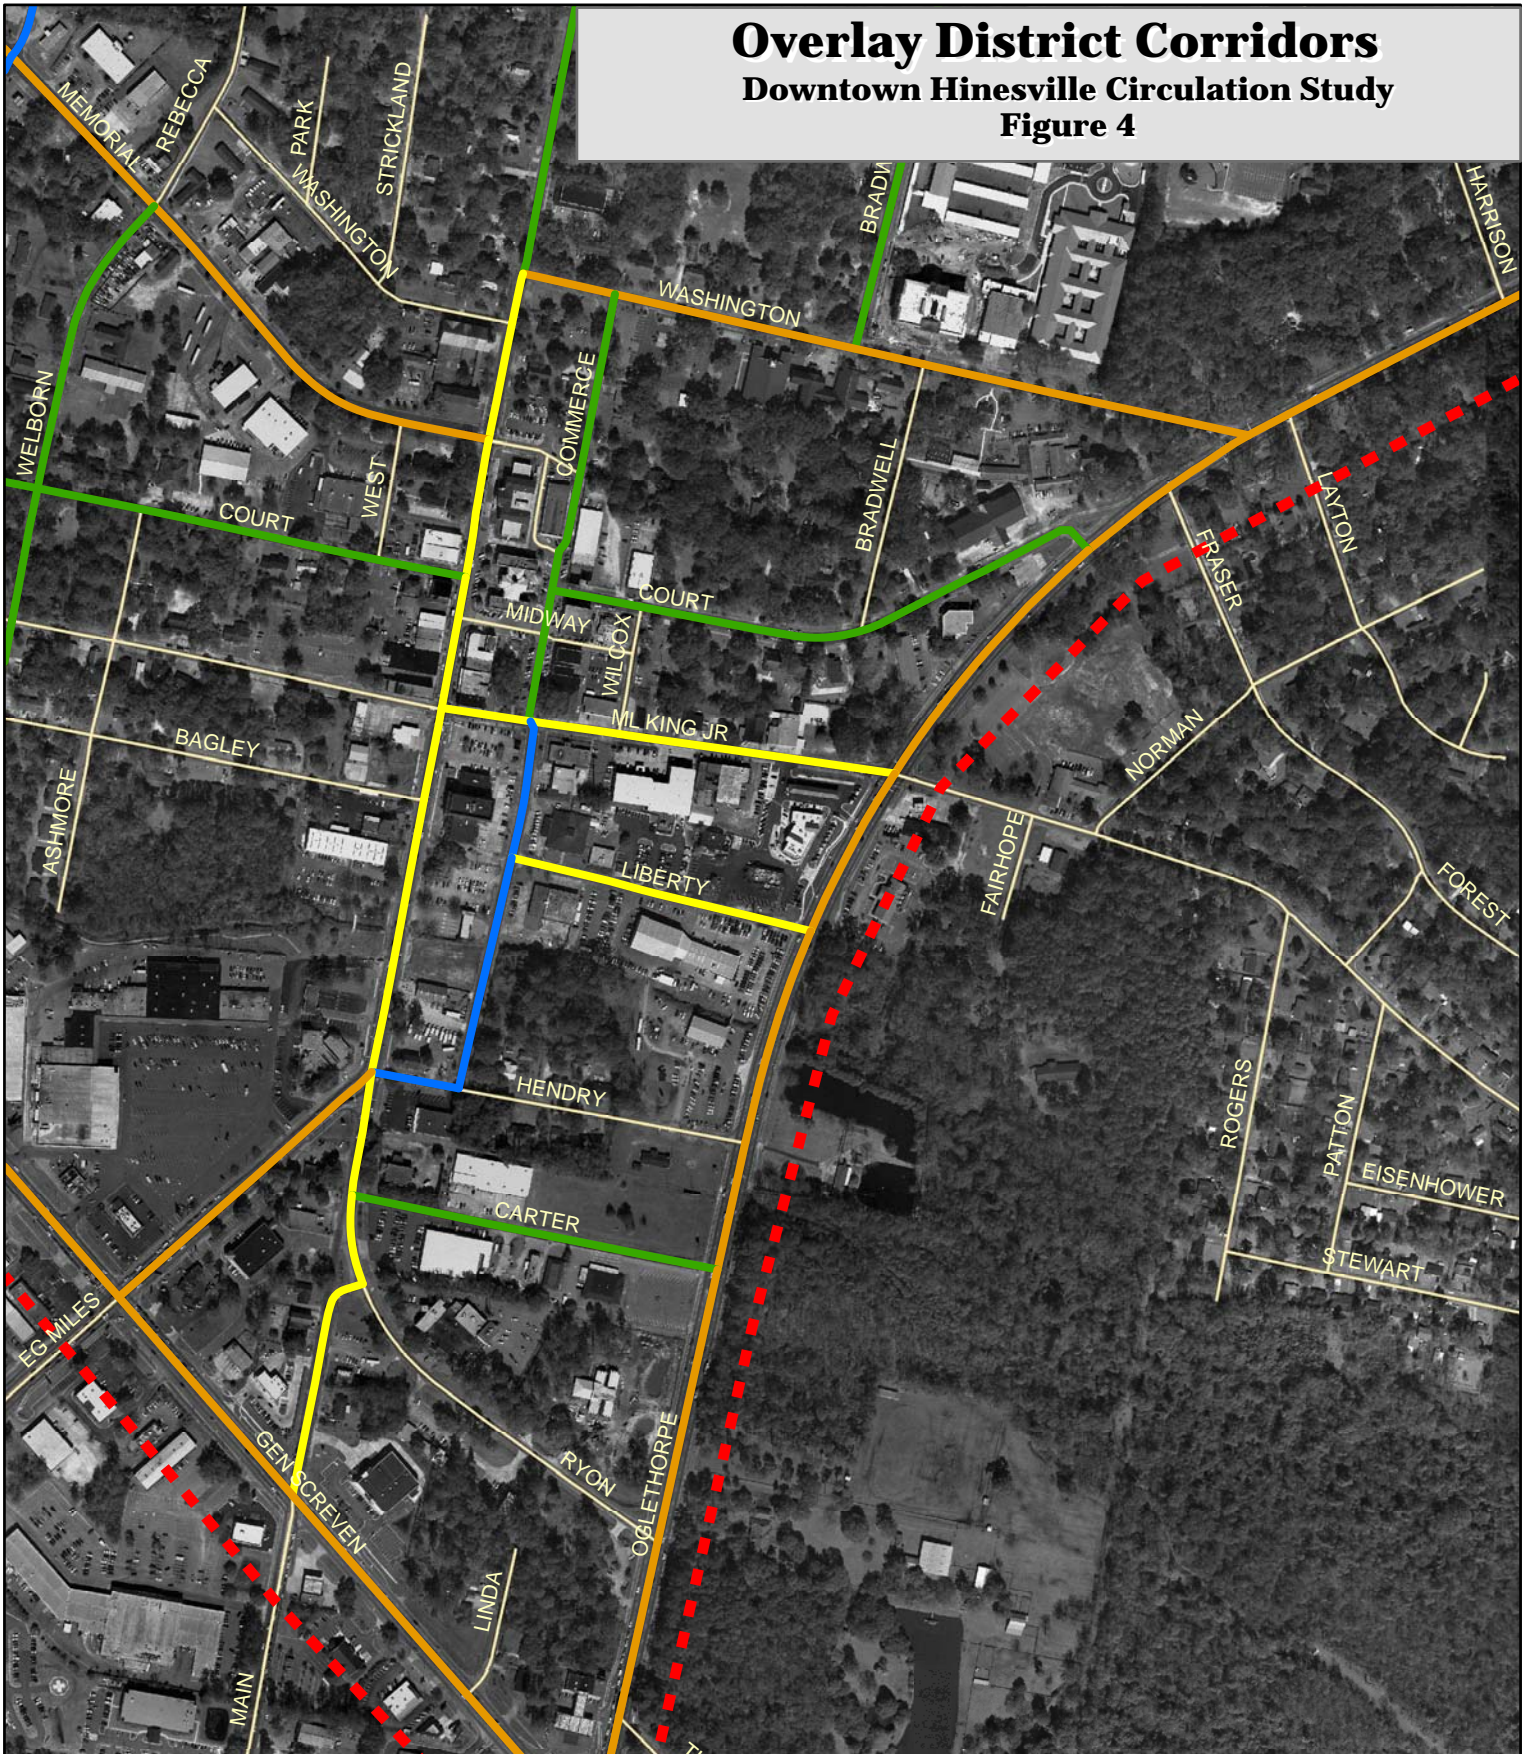 Overlay District Corridors
Downtown Hinesville Circulation Study
Figure 4
MEMORIAL
REBECCA
PARK
STRICKLAND
WASHINGTON
BRADW
HARRISON
WASHINGTON
WELBORN
COMMERCE
WEST
BRADWELL
LAYTON
COURT
FRASER
COURT
MIDWAY
WILCOX
ML KING JR
NORMAN
BAGLEY
ASHMORE
LIBERTY
FAIRHOPE
FOREST
HENDRY
ROGERS
PATTON
EISENHOWER
CARTER
STEWART
EG MILES
GEN SCREVEN
RYON
OGLETHORPE
LINDA
MAIN